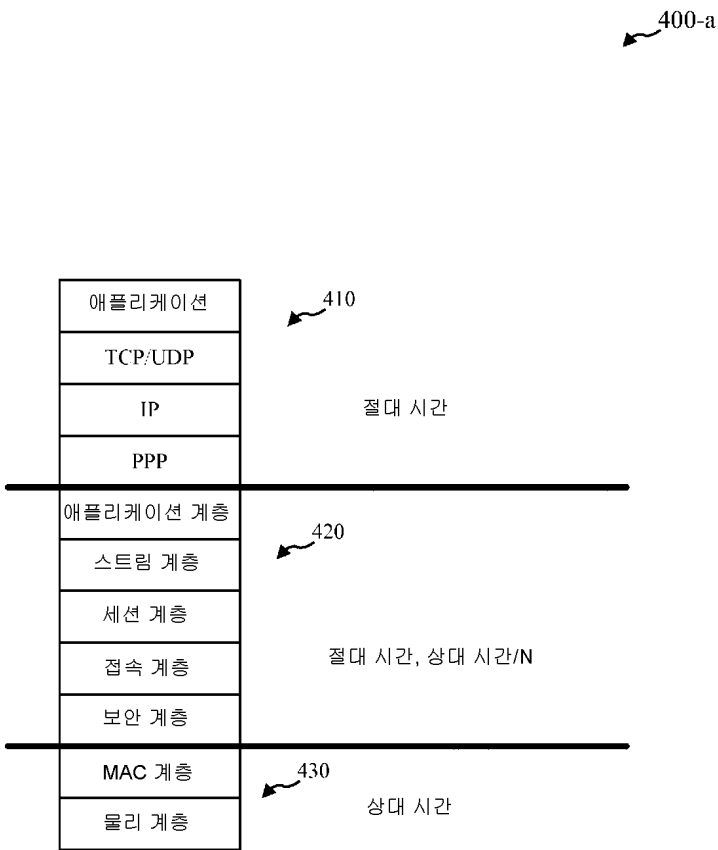 400-a
애플리케이션
410
TCP/UDP
IP
절대 시간
PPP
애플리케이션 계층
420
스트림 계층
세션 계층
접속 계층
절대 시간, 상대 시간/N
보안 계층
MAC 계층
430
상대 시간
물리 계층